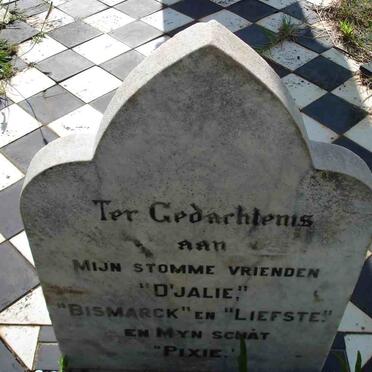 Ter Gedachtenis
aan
MIJN STOMME VRIENDEN
"D'JALIE,"
"BISMARCK" EN "LIEFSTE"
EN MYN SCHAT
"PIXIE."